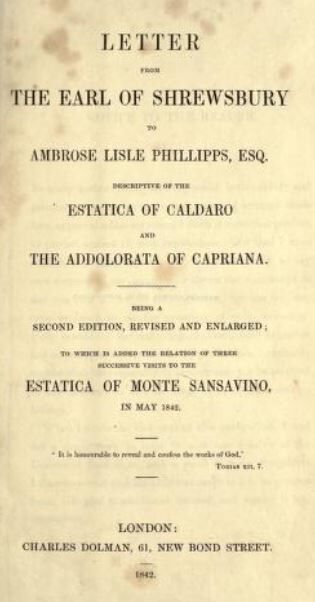 LETTER
FROM
THE EARL OF SHREWSBURY
TO
AMBROSE LISLE PHILLIPPS, ESQ.
DESCRIPTIVE OF THE
ESTATICA OF CALDARO
AND
THE ADDOLORATA OF CAPRIANA.
BEING A
SECOND EDITION, REVISED AND ENLARGED;
TO WHICH IS ADDED THE RELATION OF THREE
SUCCESSIVE VISITS TO THE
ESTATICA OF MONTE SANSAVINO,
IN MAY 1842.
' It is honourable to reveal and confess the works of God.'
TOBIAS XII. 7.
LONDON:
CHARLES DOLMAN, 61, NEW BOND STREET.
1842.